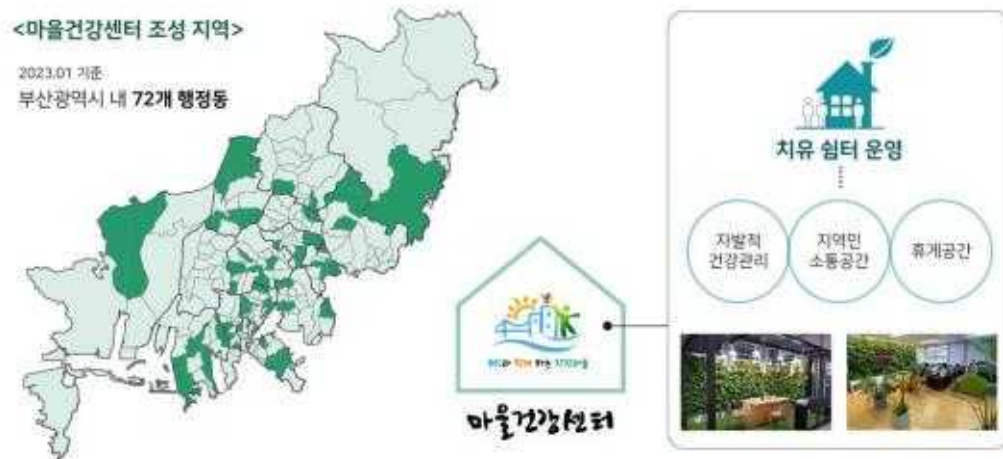 <마을건강센터 조성 지역>
2023.01 기준
부산광역시 내 72개 행정동
마을건강센터
치유 쉼터 운영
자발적
건강관리
지역민
소통공간
휴게공간